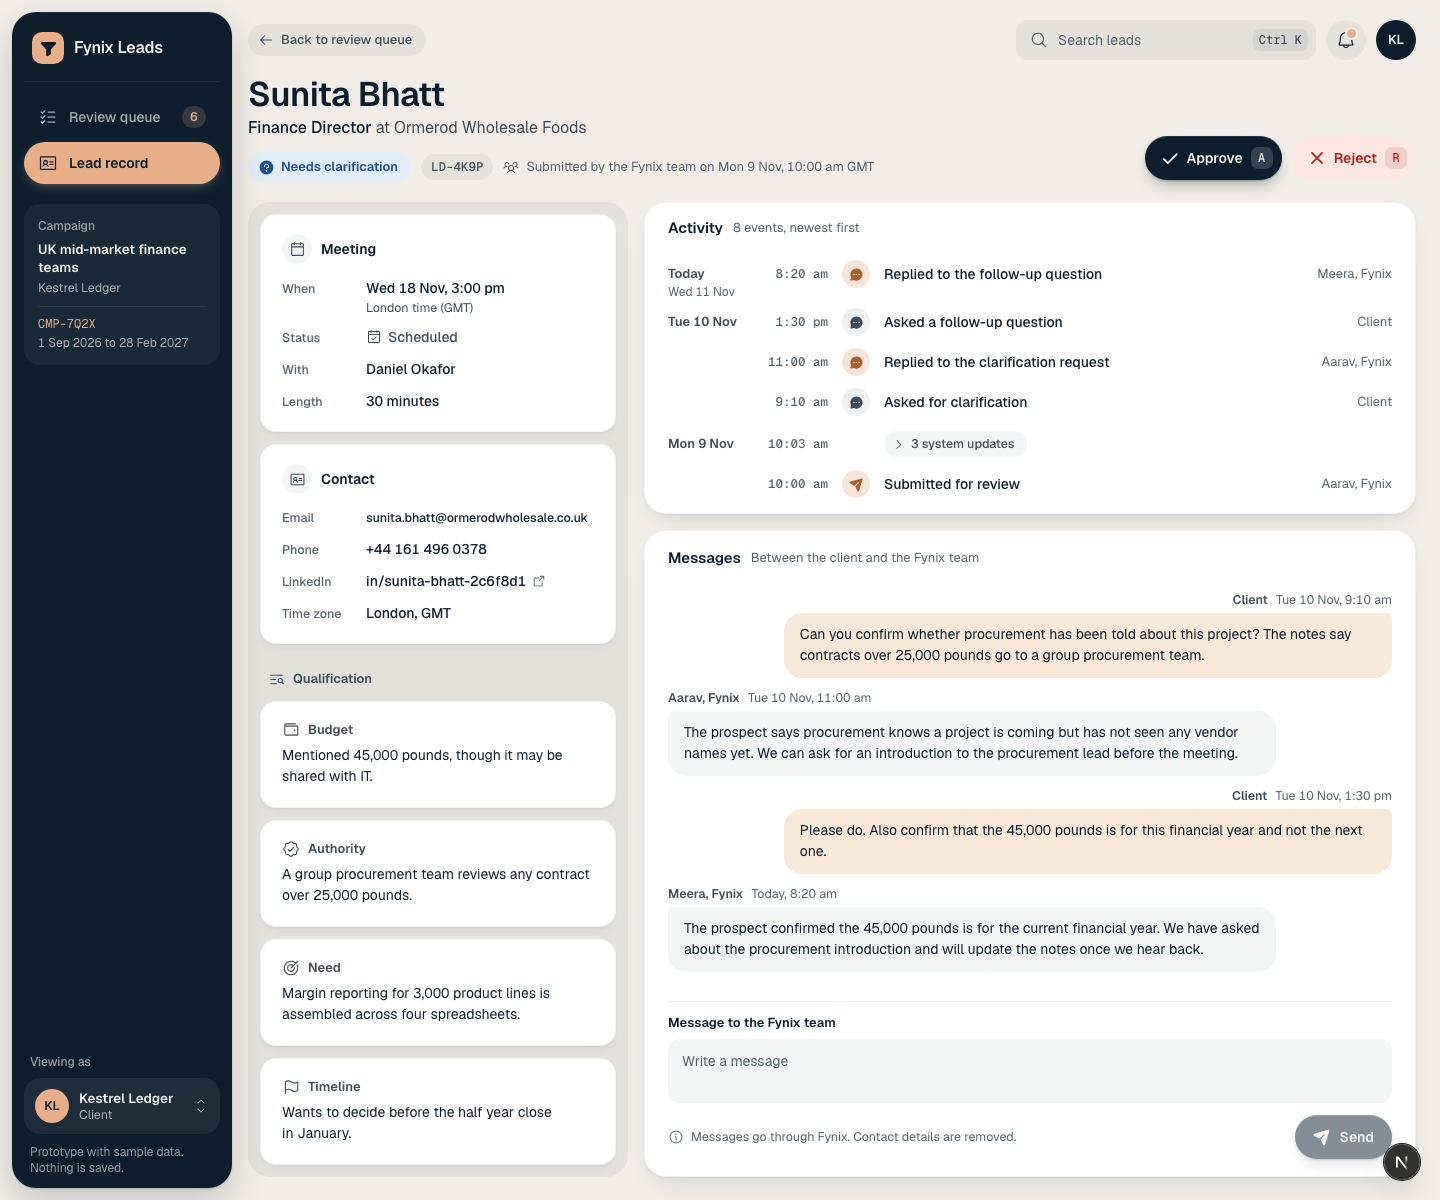 Fynix Leads
Review queue 6
Lead record
Campaign
UK mid-market finance
teams
Kestrel Ledger
CMP-7Q2X
1 Sep 2026 to 28 Feb 2027
Viewing as
KL
Kestrel Ledger
Client
Prototype with sample data.
Nothing is saved.
Back to review queue
Search leads Ctrl K
KL
Sunita Bhatt
Finance Director at Ormerod Wholesale Foods
Needs clarification LD-4K9P Submitted by the Fynix team on Mon 9 Nov, 10:00 am GMT
Approve A
Reject R
Meeting
When Wed 18 Nov, 3:00 pm
London time (GMT)
Status Scheduled
With Daniel Okafor
Length 30 minutes
Contact
Email sunita.bhatt@ormerodwholesale.co.uk
Phone +44 161 496 0378
LinkedIn in/sunita-bhatt-2c6f8d1
Time zone London, GMT
Qualification
Budget
Mentioned 45,000 pounds, though it may be
shared with IT.
Authority
A group procurement team reviews any contract
over 25,000 pounds.
Need
Margin reporting for 3,000 product lines is
assembled across four spreadsheets.
Timeline
Wants to decide before the half year close
in January.
Activity 8 events, newest first
Today 8:20 am Replied to the follow-up question Meera, Fynix
Wed 11 Nov
Tue 10 Nov 1:30 pm Asked a follow-up question Client
11:00 am Replied to the clarification request Aarav, Fynix
9:10 am Asked for clarification Client
Mon 9 Nov 10:03 am 3 system updates
10:00 am Submitted for review Aarav, Fynix
Messages Between the client and the Fynix team
Client Tue 10 Nov, 9:10 am
Can you confirm whether procurement has been told about this project? The notes say
contracts over 25,000 pounds go to a group procurement team.
Aarav, Fynix Tue 10 Nov, 11:00 am
The prospect says procurement knows a project is coming but has not seen any vendor
names yet. We can ask for an introduction to the procurement lead before the meeting.
Client Tue 10 Nov, 1:30 pm
Please do. Also confirm that the 45,000 pounds is for this financial year and not the next
one.
Meera, Fynix Today, 8:20 am
The prospect confirmed the 45,000 pounds is for the current financial year. We have asked
about the procurement introduction and will update the notes once we hear back.
Message to the Fynix team
Write a message
Messages go through Fynix. Contact details are removed.
Send
N